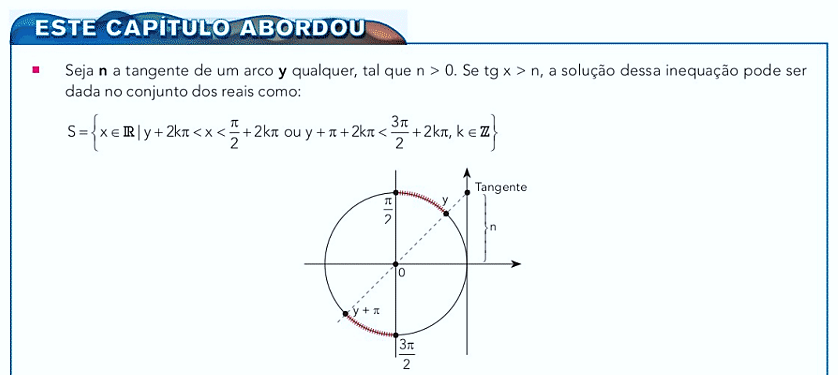 ESTE CAPÍTULO ABORDOU
Seja n a tangente de um arco y qualquer, tal que n > 0. Se tg x > n, a solução dessa inequação pode ser
dada no conjunto dos reais como:
S = {x ∈ ℝ | y + 2kπ < x < π/2 + 2kπ ou y + π + 2kπ < 3π/2 + 2kπ, k ∈ ℤ}
Tangente
π/2
y
n
0
y + π
3π/2